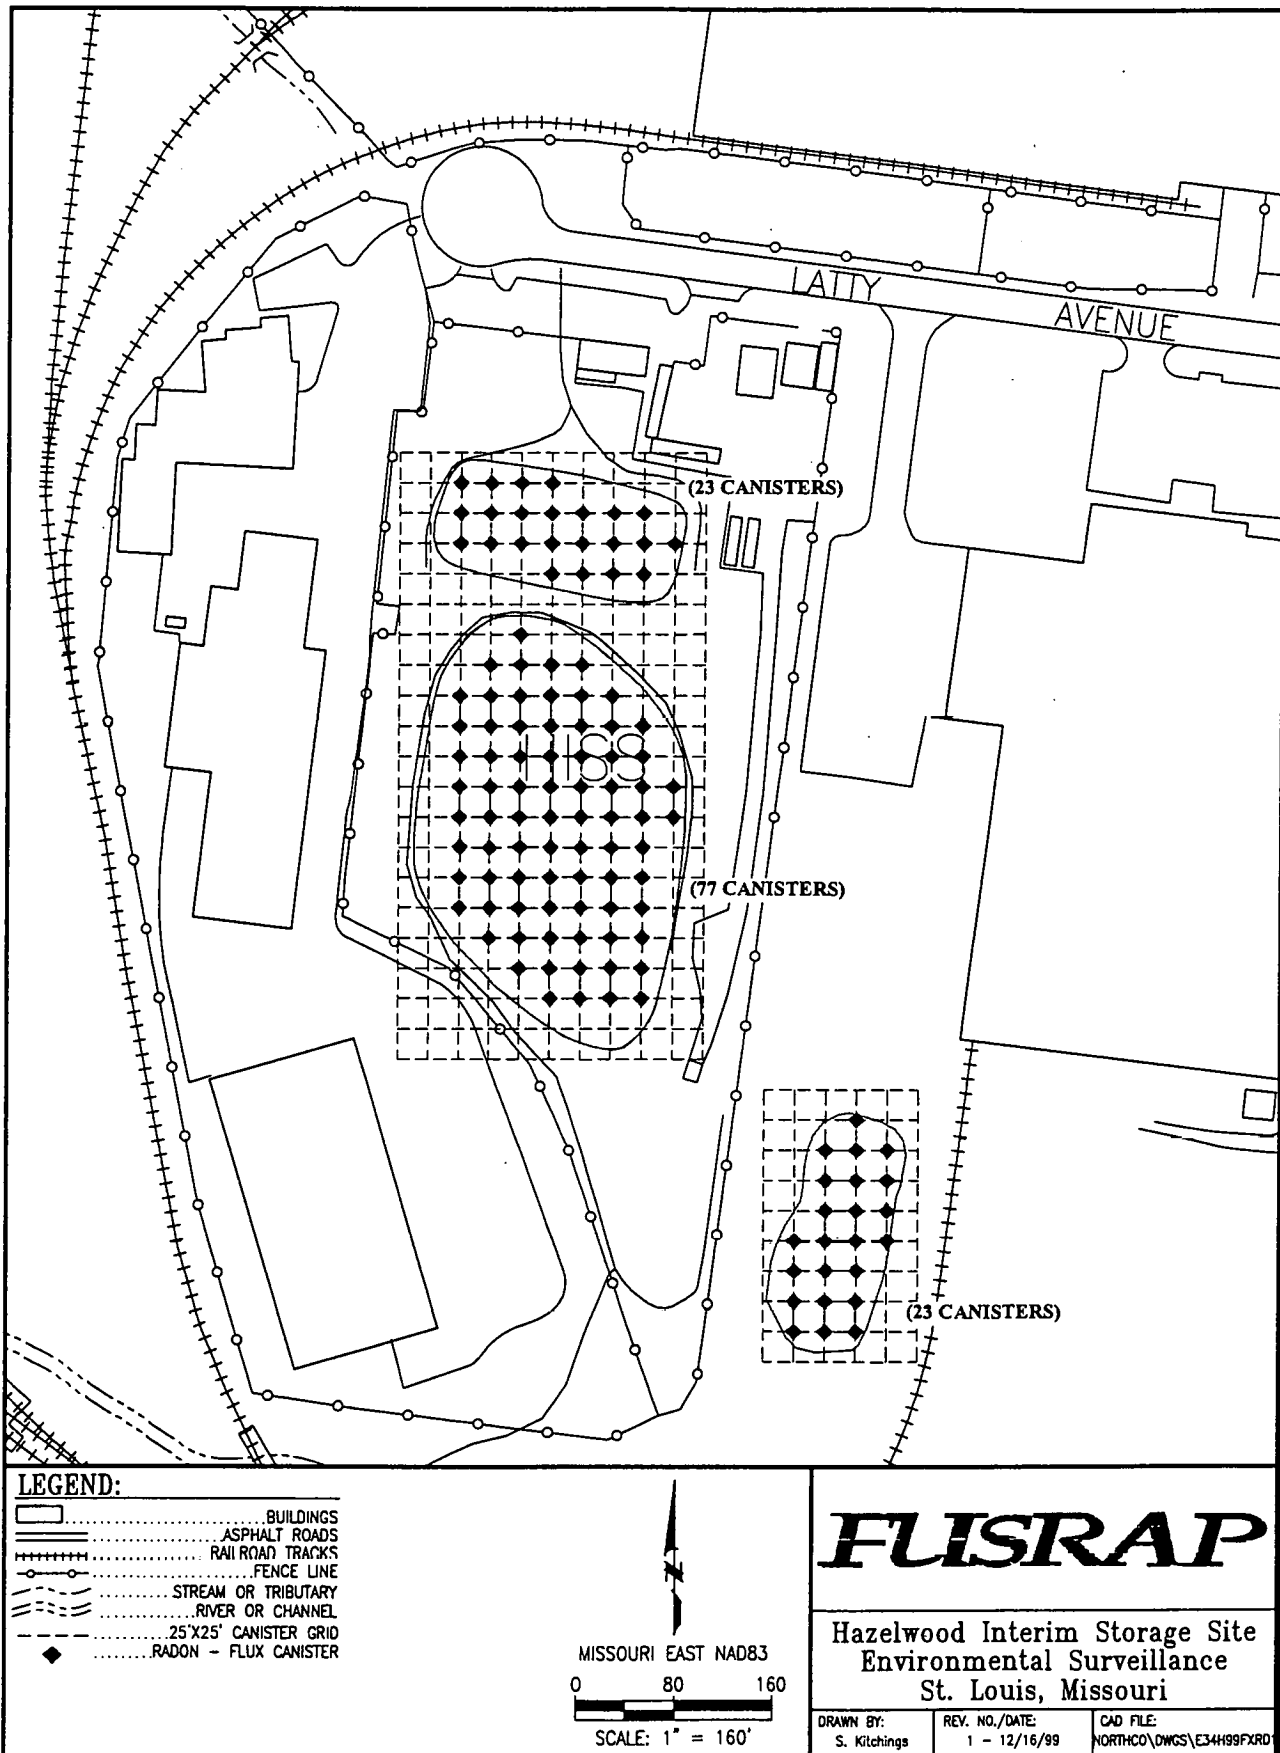 LATTY
AVENUE
(23 CANISTERS)
HISS
(77 CANISTERS)
(23 CANISTERS)
LEGEND:
BUILDINGS
ASPHALT ROADS
RAILROAD TRACKS
FENCE LINE
STREAM OR TRIBUTARY
RIVER OR CHANNEL
25'X25' CANISTER GRID
RADON - FLUX CANISTER
N
MISSOURI EAST NAD83
0 80 160
SCALE: 1" = 160'
FUSRAP
Hazelwood Interim Storage Site
Environmental Surveillance
St. Louis, Missouri
DRAWN BY:
S. Kitchings
REV. NO./DATE:
1 - 12/16/99
CAD FILE:
NORTHCO\DWGS\E34H99FXRD1